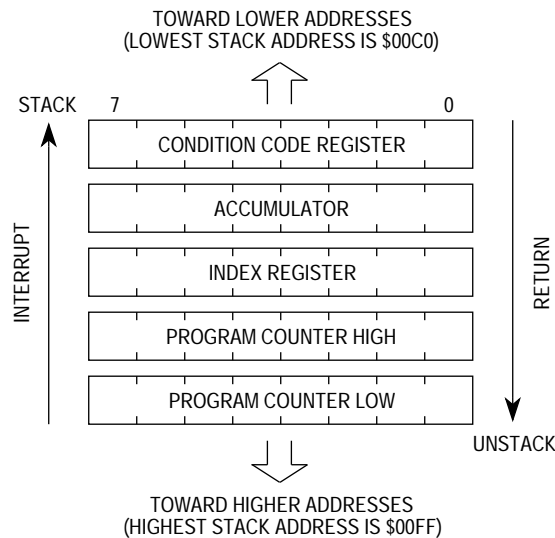 TOWARD LOWER ADDRESSES
(LOWEST STACK ADDRESS IS $00C0)
STACK 7 0
CONDITION CODE REGISTER
ACCUMULATOR
INDEX REGISTER
INTERRUPT
RETURN
PROGRAM COUNTER HIGH
PROGRAM COUNTER LOW
UNSTACK
TOWARD HIGHER ADDRESSES
(HIGHEST STACK ADDRESS IS $00FF)